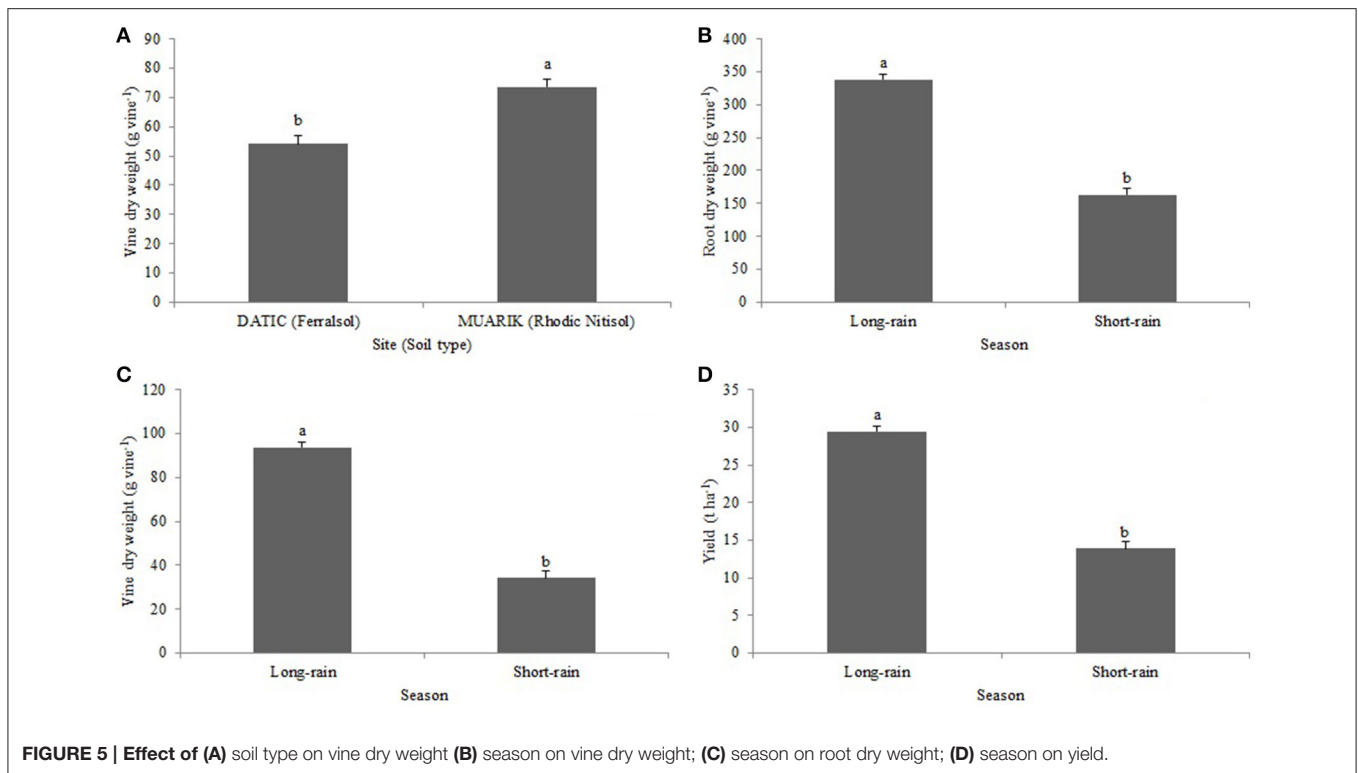 A
90
80
70
60
50
40
30
20
10
0
Vine dry weight (g vine⁻¹)
b
a
DATIC (Ferralsol)
MUARIK (Rhodic Nitisol)
Site (Soil type)
B
400
350
300
250
200
150
100
50
0
Root dry weight (g vine⁻¹)
a
b
Long-rain
Short-rain
Season
C
120
100
80
60
40
20
0
Vine dry weight (g vine⁻¹)
a
b
Long-rain
Short-rain
Season
D
35
30
25
20
15
10
5
0
Yield (t ha⁻¹)
a
b
Long-rain
Short-rain
Season
FIGURE 5 | Effect of (A) soil type on vine dry weight (B) season on vine dry weight; (C) season on root dry weight; (D) season on yield.